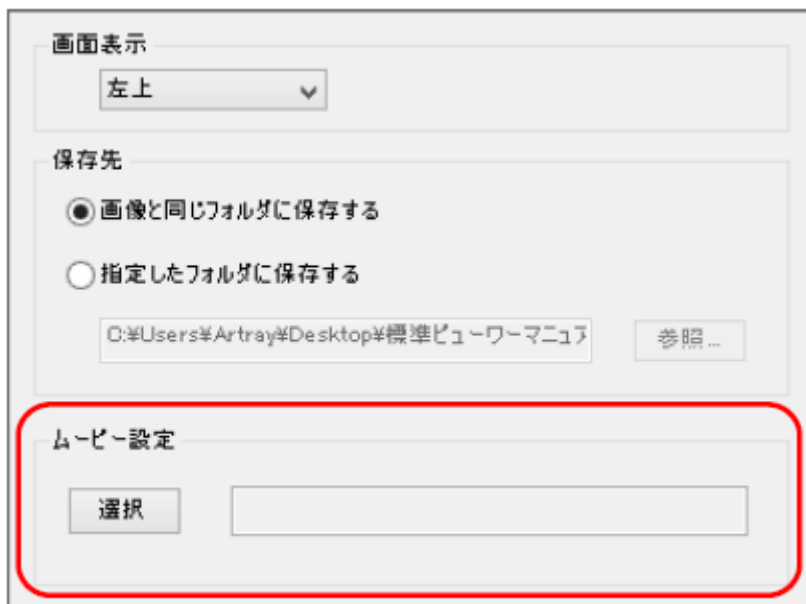 画面表示
左上
保存先
画像と同じフォルダに保存する
指定したフォルダに保存する
C:¥Users¥Artray¥Desktop¥標準ビューワーマニュア
参照...
ムービー設定
選択